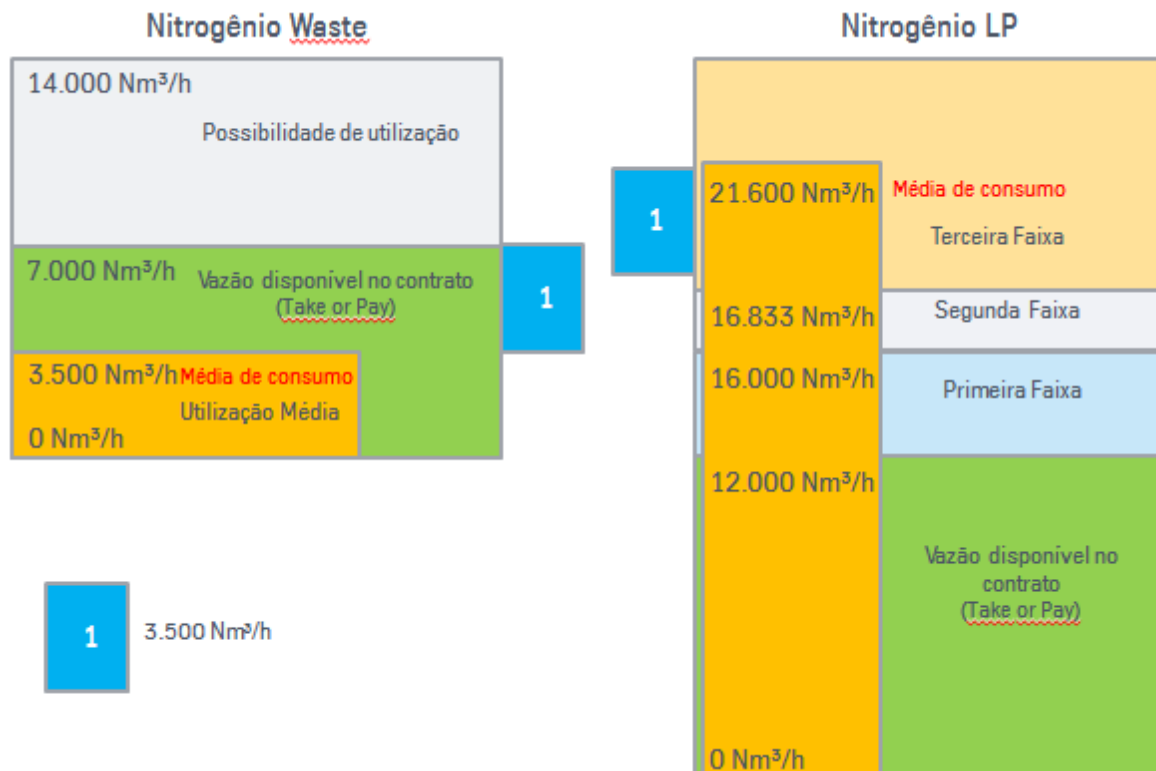 Nitrogênio Waste
14.000 Nm³/h
Possibilidade de utilização
7.000 Nm³/h
Vazão disponível no contrato
(Take or Pay)
1
3.500 Nm³/h
Média de consumo
Utilização Média
0 Nm³/h
1
3.500 Nm³/h
Nitrogênio LP
1
21.600 Nm³/h
Média de consumo
Terceira Faixa
16.833 Nm³/h
Segunda Faixa
16.000 Nm³/h
Primeira Faixa
12.000 Nm³/h
Vazão disponível no
contrato
(Take or Pay)
0 Nm³/h